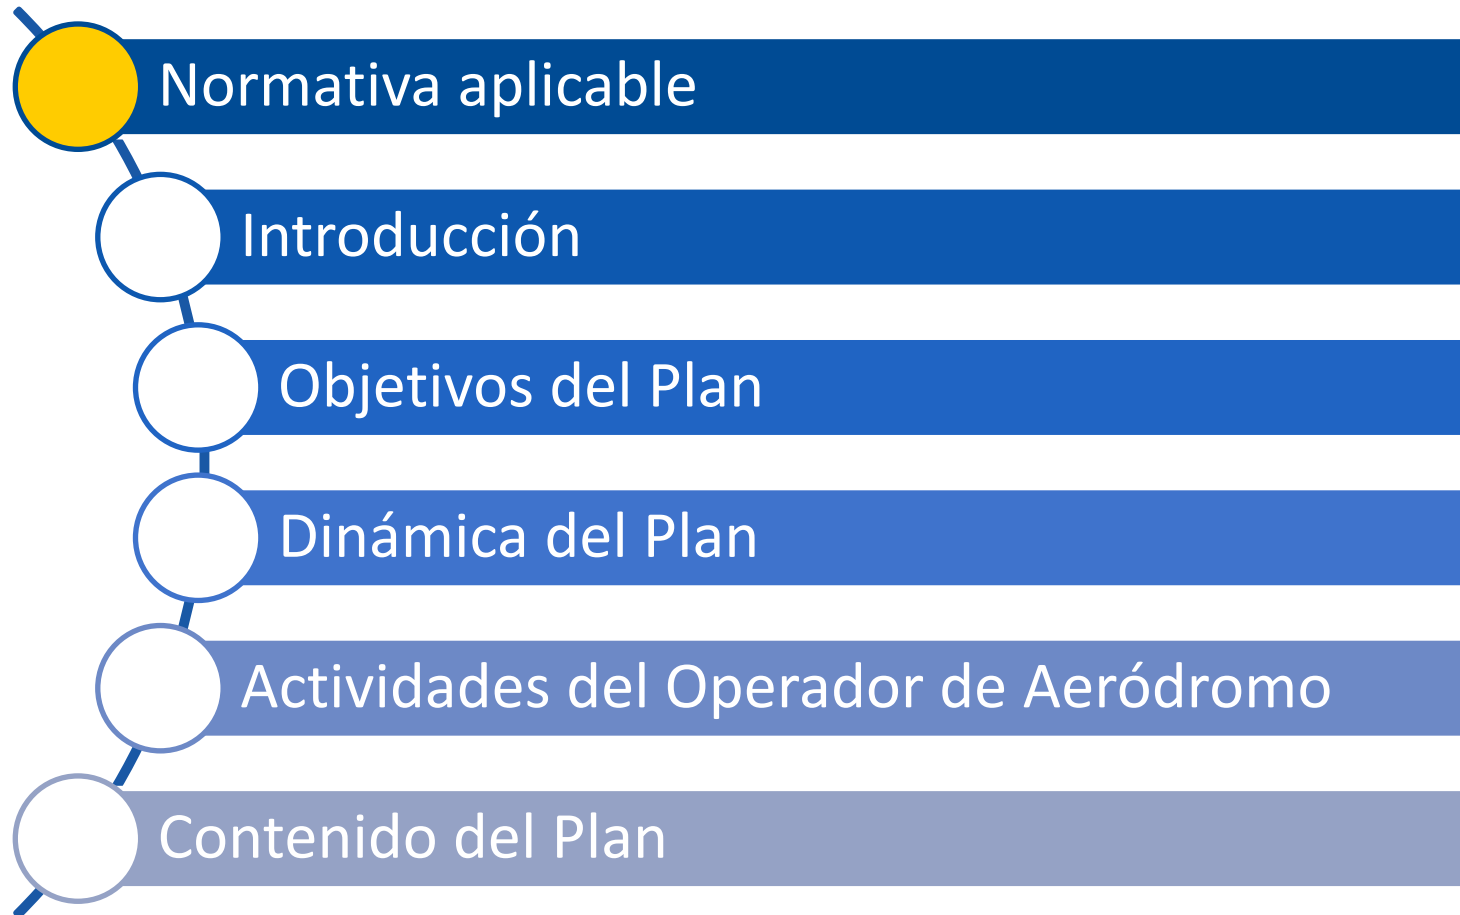 Normativa aplicable
Introducción
Objetivos del Plan
Dinámica del Plan
Actividades del Operador de Aeródromo
Contenido del Plan